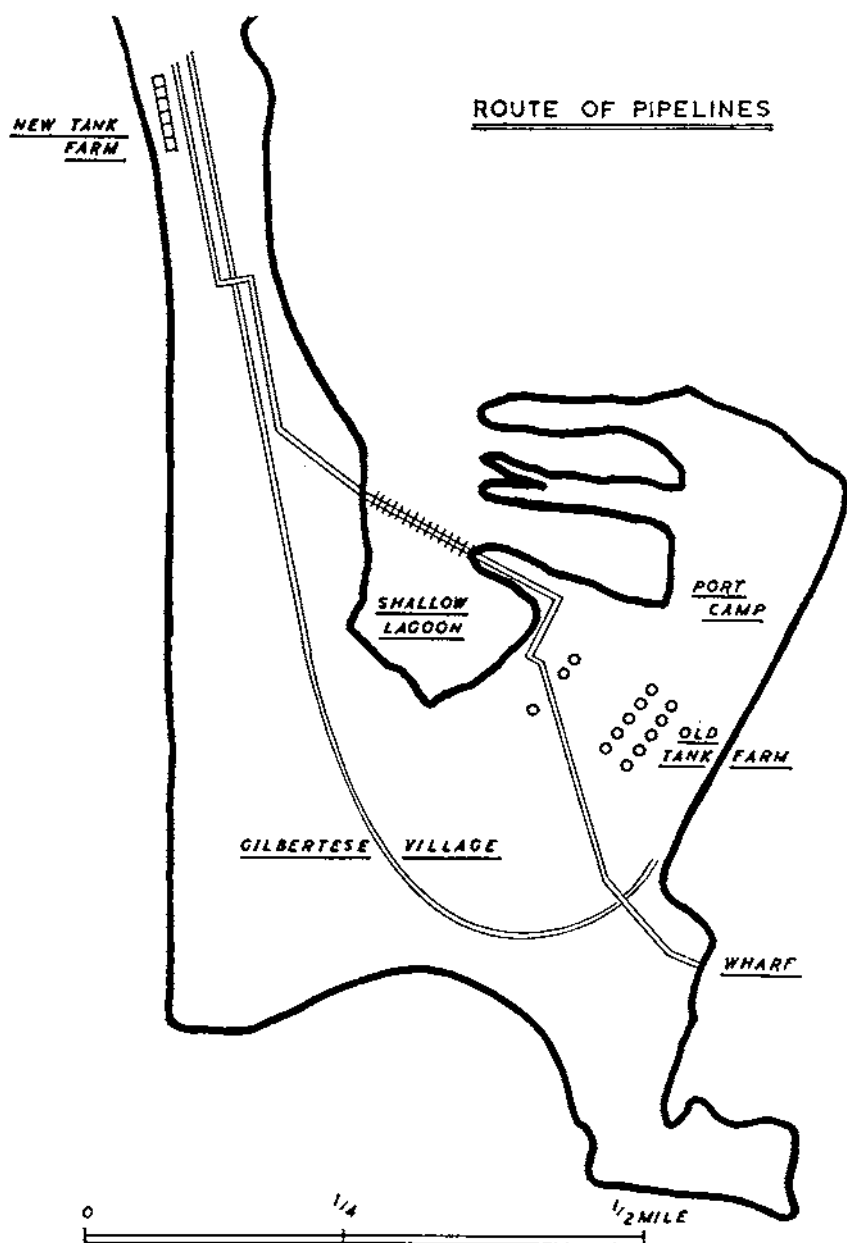 ROUTE OF PIPELINES
NEW TANK
FARM
SHALLOW
LAGOON
PORT
CAMP
OLD
TANK FARM
GILBERTESE VILLAGE
WHARF
0 1/4 1/2 MILE